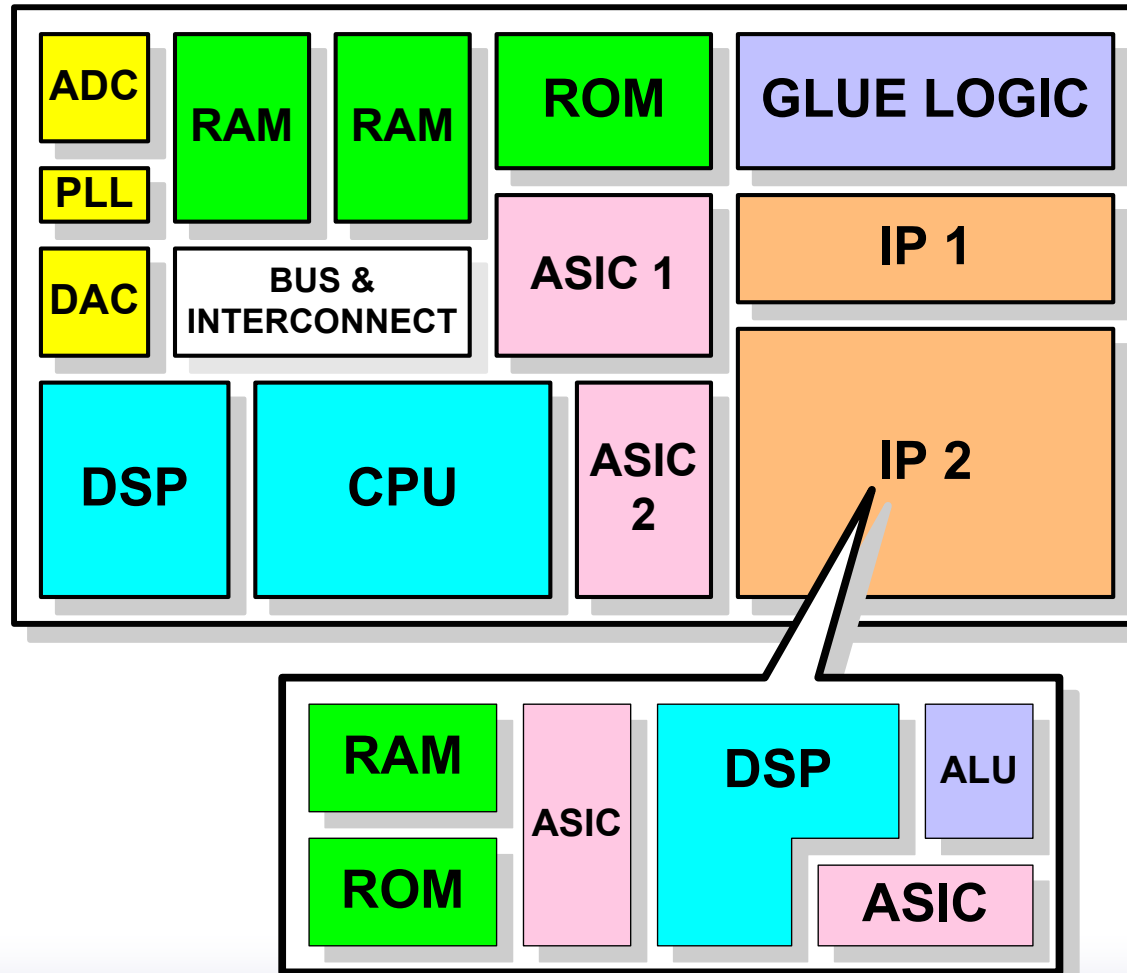 ADC
RAM
RAM
ROM
GLUE LOGIC
PLL
DAC
BUS &
INTERCONNECT
ASIC 1
IP 1
DSP
CPU
ASIC
2
IP 2
RAM
ROM
ASIC
DSP
ALU
ASIC